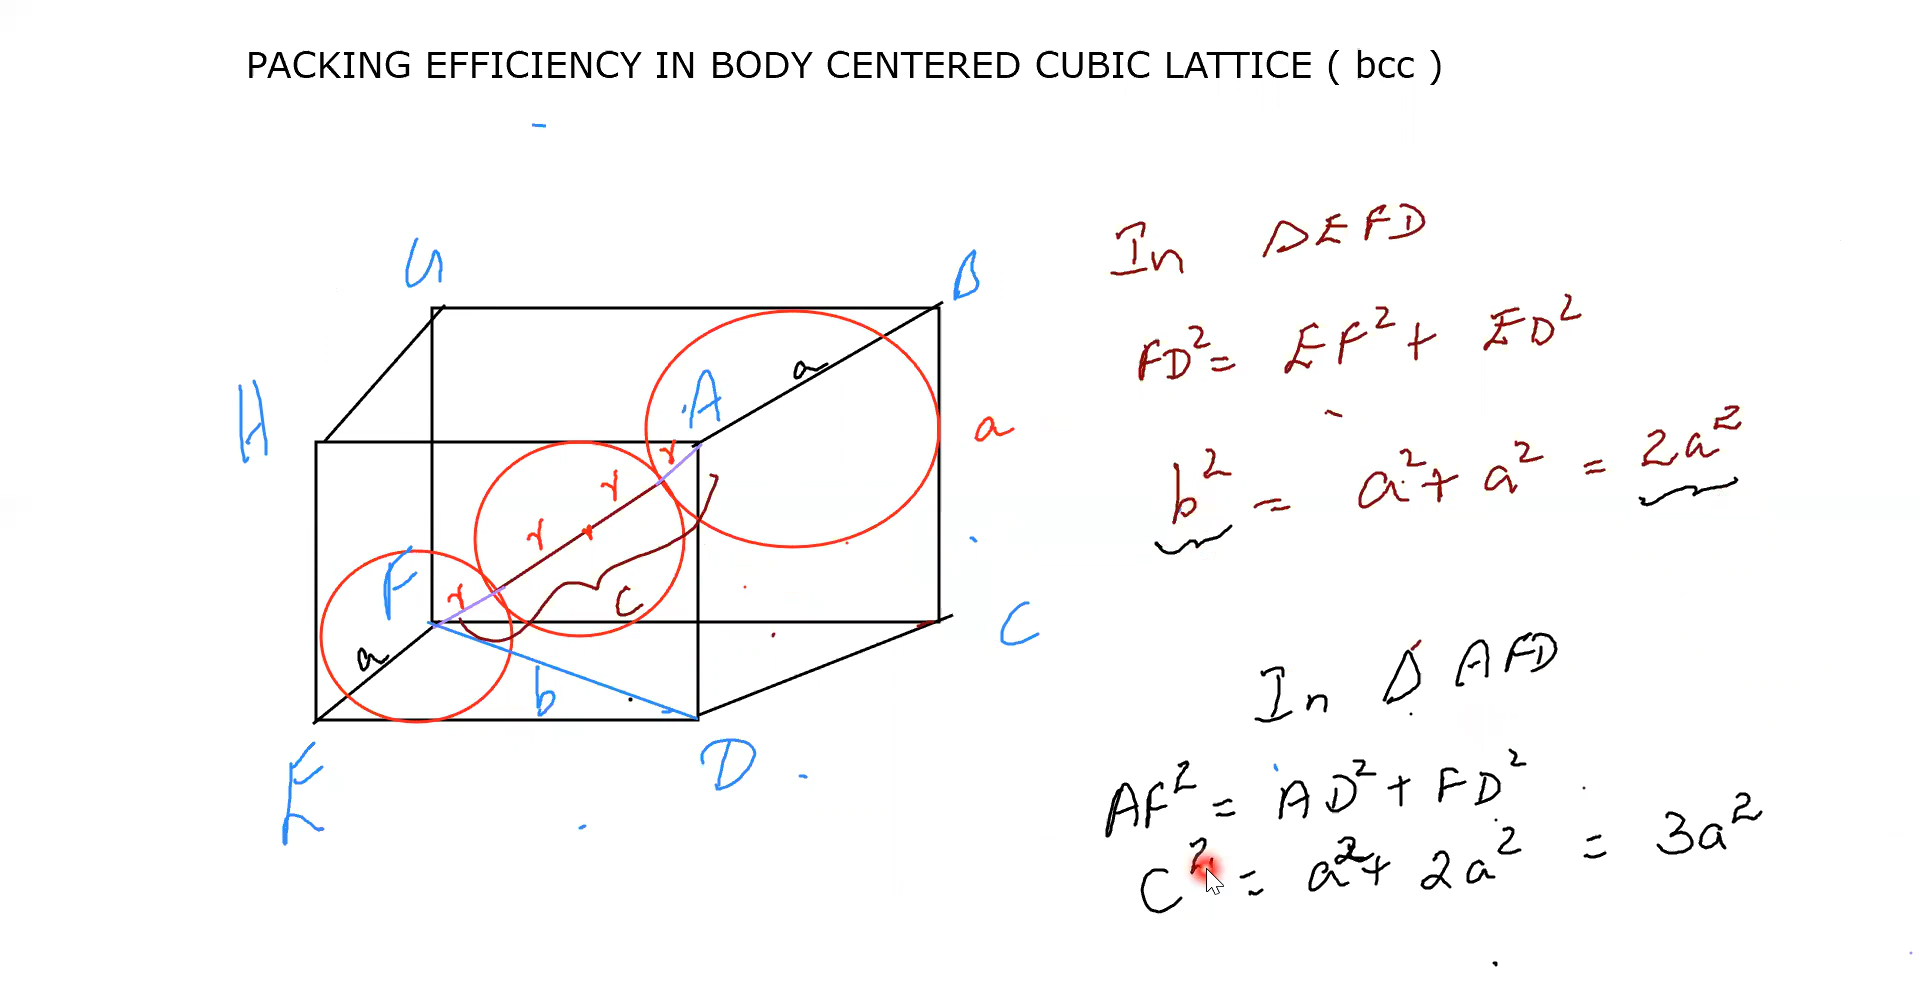 PACKING EFFICIENCY IN BODY CENTERED CUBIC LATTICE ( bcc )
G
B
H
A
a
a
r
r
r
F
r
C
a
b
C
E
D
In ΔEFD
FD² = EF² + ED²
b² = a² + a² = 2a²
In Δ AFD
AF² = AD² + FD²
C² = a² + 2a² = 3a²